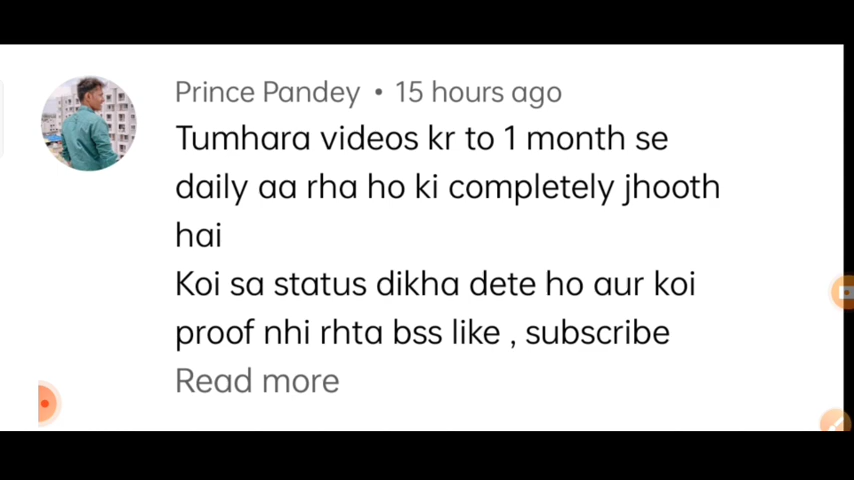 Prince Pandey • 15 hours ago
Tumhara videos kr to 1 month se
daily aa rha ho ki completely jhooth
hai
Koi sa status dikha dete ho aur koi
proof nhi rhta bss like , subscribe
Read more